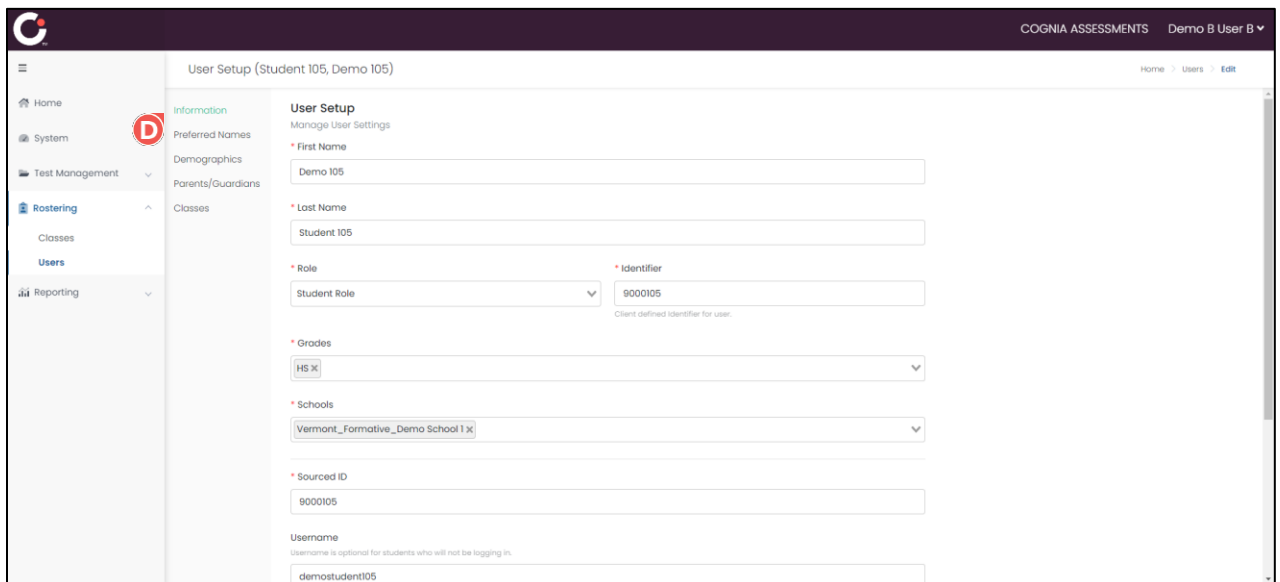 COGNIA ASSESSMENTS Demo B User B
User Setup (Student 105, Demo 105)
Home > Users > Edit
Home
System
Test Management
Rostering
Classes
Users
Reporting
D
Information
Preferred Names
Demographics
Parents/Guardians
Classes
User Setup
Manage User Settings
* First Name
Demo 105
* Last Name
Student 105
* Role
Student Role
* Identifier
9000105
Client defined Identifier for user.
* Grades
HS ×
* Schools
Vermont_Formative_Demo School 1 ×
* Sourced ID
9000105
Username
Username is optional for students who will not be logging in.
demostudent105